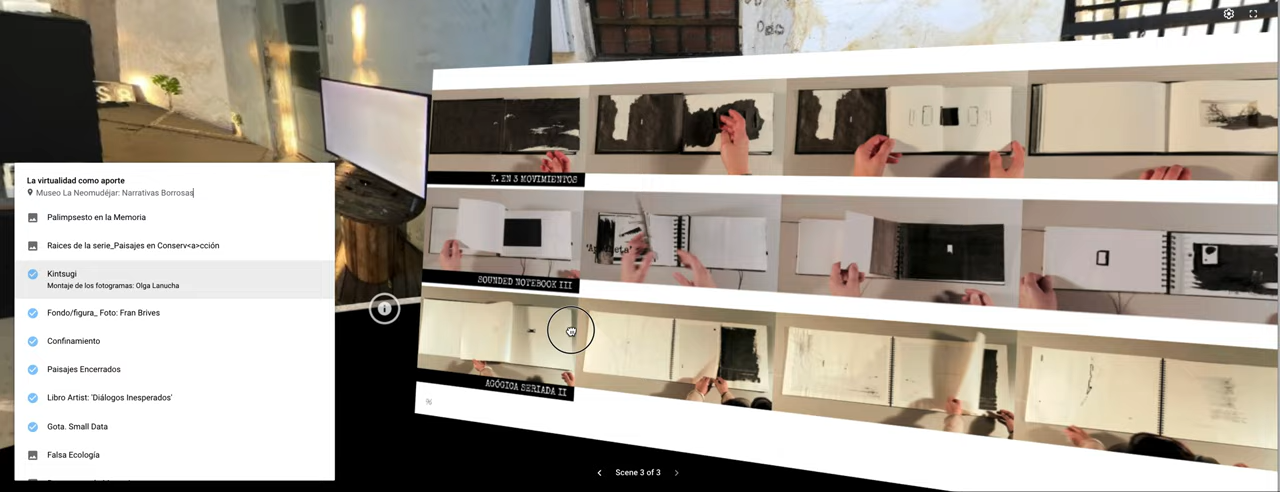 La virtualidad como aporte
Museo La Neomudéjar: Narrativas Borrosas
Palimpsesto en la Memoria
Raices de la serie_Paisajes en Conserv<a>cción
Kintsugi
Montaje de los fotogramas: Olga Lanucha
Fondo/figura_ Foto: Fran Brives
Confinamiento
Paisajes Encerrados
Libro Artist: 'Diálogos Inesperados'
Gota. Small Data
Falsa Ecología
K. EN 3 MOVIMIENTOS
SOUNDED NOTEBOOK III
AGÓGICA SERIADA II
96
Scene 3 of 3